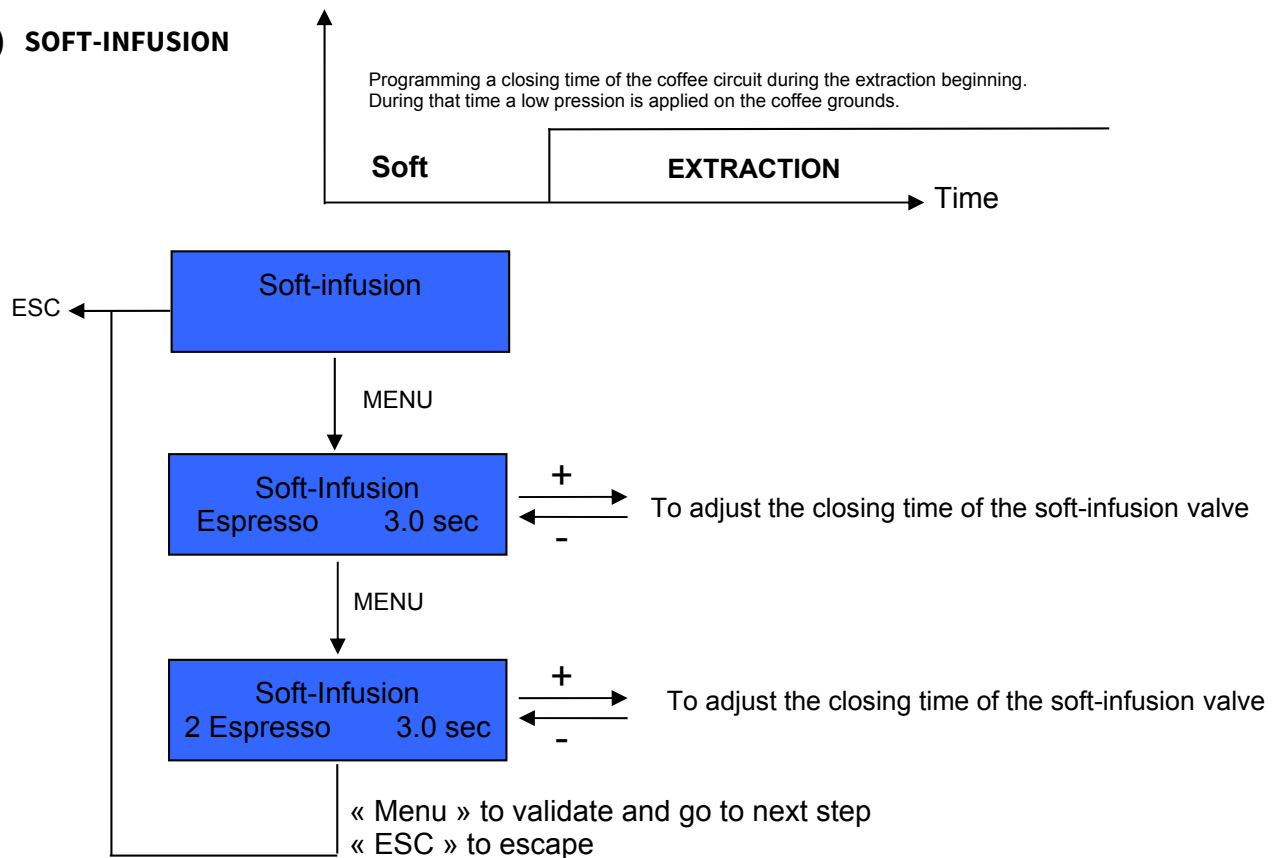 ) SOFT-INFUSION
Programming a closing time of the coffee circuit during the extraction beginning.
During that time a low pression is applied on the coffee grounds.
Soft EXTRACTION
Time
Soft-infusion
ESC
MENU
Soft-Infusion
Espresso 3.0 sec
+
-
To adjust the closing time of the soft-infusion valve
MENU
Soft-Infusion
2 Espresso 3.0 sec
+
-
To adjust the closing time of the soft-infusion valve
« Menu » to validate and go to next step
« ESC » to escape